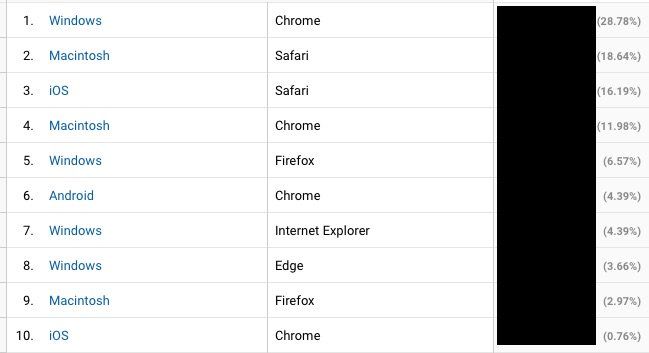 1. Windows Chrome (28.78%)
2. Macintosh Safari (18.64%)
3. iOS Safari (16.19%)
4. Macintosh Chrome (11.98%)
5. Windows Firefox (6.57%)
6. Android Chrome (4.39%)
7. Windows Internet Explorer (4.39%)
8. Windows Edge (3.66%)
9. Macintosh Firefox (2.97%)
10. iOS Chrome (0.76%)